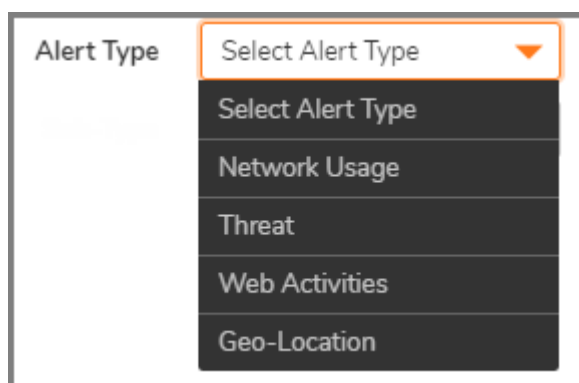 Alert Type Select Alert Type
Select Alert Type
Network Usage
Threat
Web Activities
Geo-Location